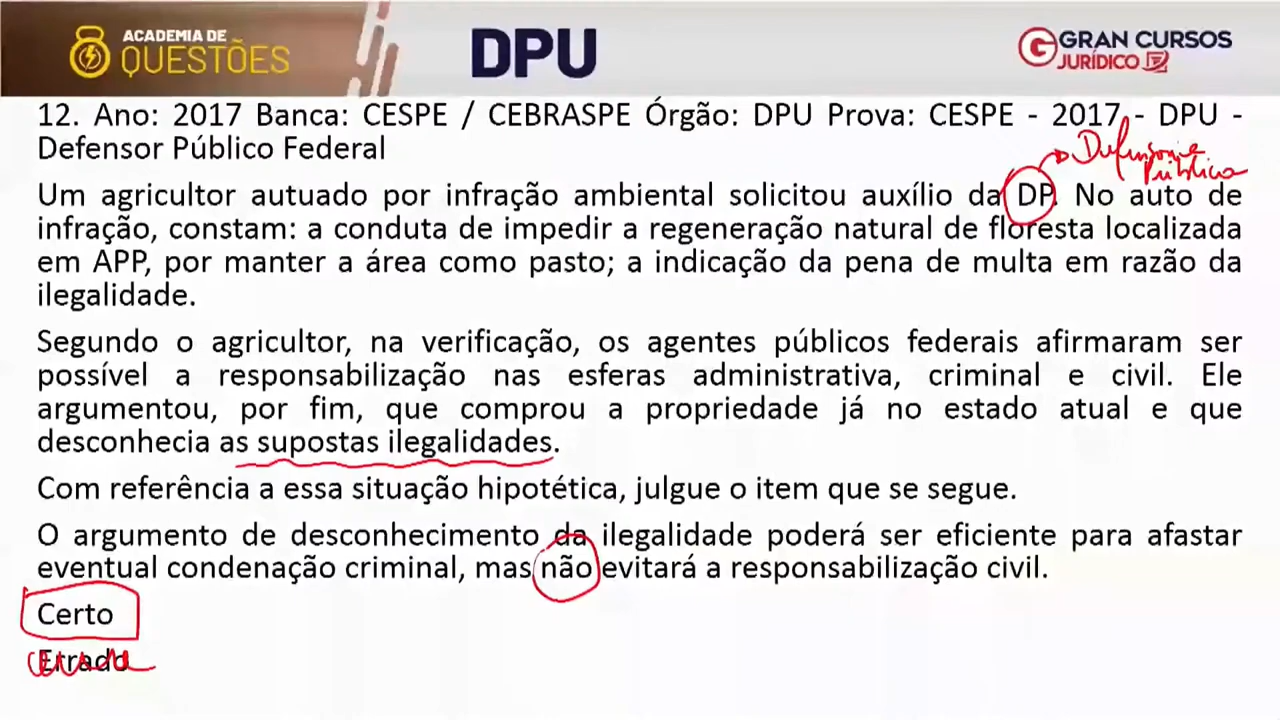 ACADEMIA DE
QUESTÕES
DPU
GRAN CURSOS
JURÍDICO
12. Ano: 2017 Banca: CESPE / CEBRASPE Órgão: DPU Prova: CESPE - 2017 - DPU -
Defensor Público Federal
Defensoria
Pública
Um agricultor autuado por infração ambiental solicitou auxílio da DP. No auto de
infração, constam: a conduta de impedir a regeneração natural de floresta localizada
em APP, por manter a área como pasto; a indicação da pena de multa em razão da
ilegalidade.
Segundo o agricultor, na verificação, os agentes públicos federais afirmaram ser
possível a responsabilização nas esferas administrativa, criminal e civil. Ele
argumentou, por fim, que comprou a propriedade já no estado atual e que
desconhecia as supostas ilegalidades.
Com referência a essa situação hipotética, julgue o item que se segue.
O argumento de desconhecimento da ilegalidade poderá ser eficiente para afastar
eventual condenação criminal, mas não evitará a responsabilização civil.
Certo
Errado